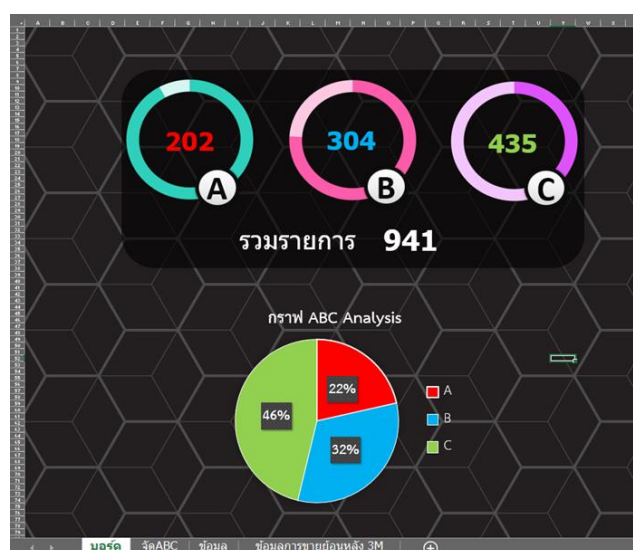 202 304 435
A B C
รวมรายการ 941
กราฟ ABC Analysis
22%
A
46%
B
32%
C
บอร์ด จัดABC ข้อมูล ข้อมูลการขายย้อนหลัง 3M